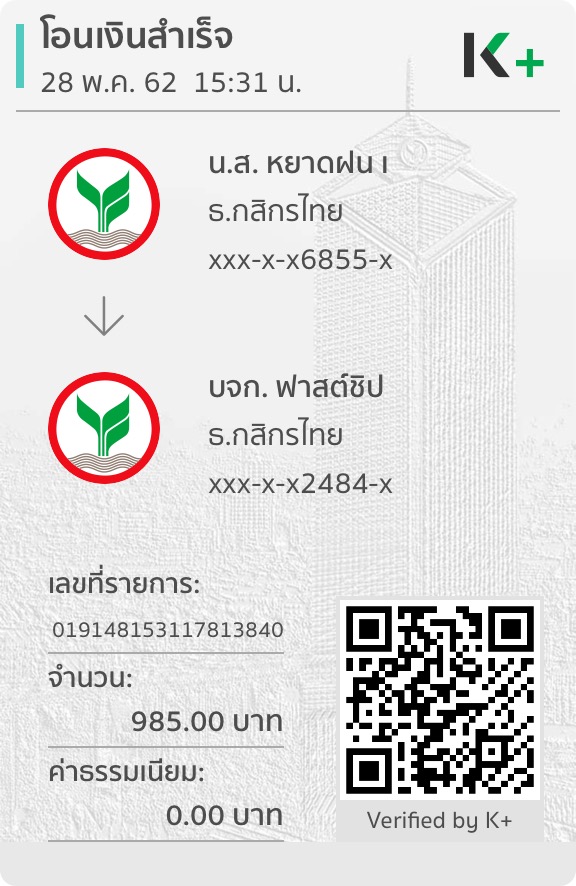 โอนเงินสำเร็จ
28 พ.ค. 62 15:31 น.
K+
น.ส. หยาดฝน เ
ธ.กสิกรไทย
xxx-x-x6855-x
บจก. ฟาสต์ชิป
ธ.กสิกรไทย
xxx-x-x2484-x
เลขที่รายการ:
019148153117813840
จำนวน:
985.00 บาท
ค่าธรรมเนียม:
0.00 บาท
Verified by K+